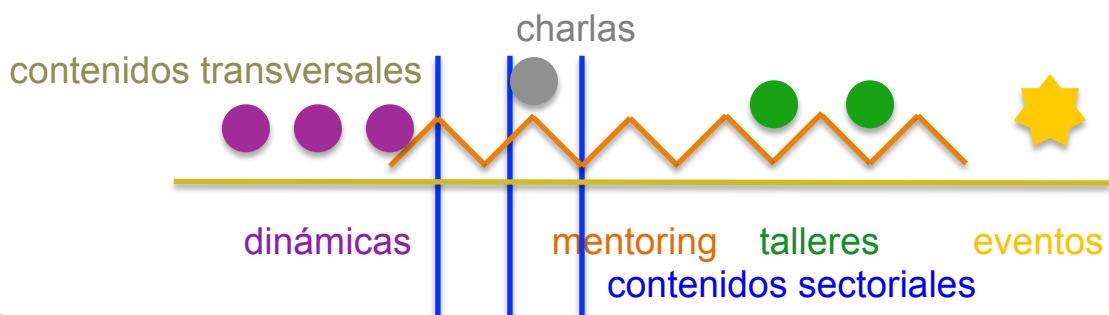 charlas
contenidos transversales
dinámicas
mentoring
talleres
eventos
contenidos sectoriales